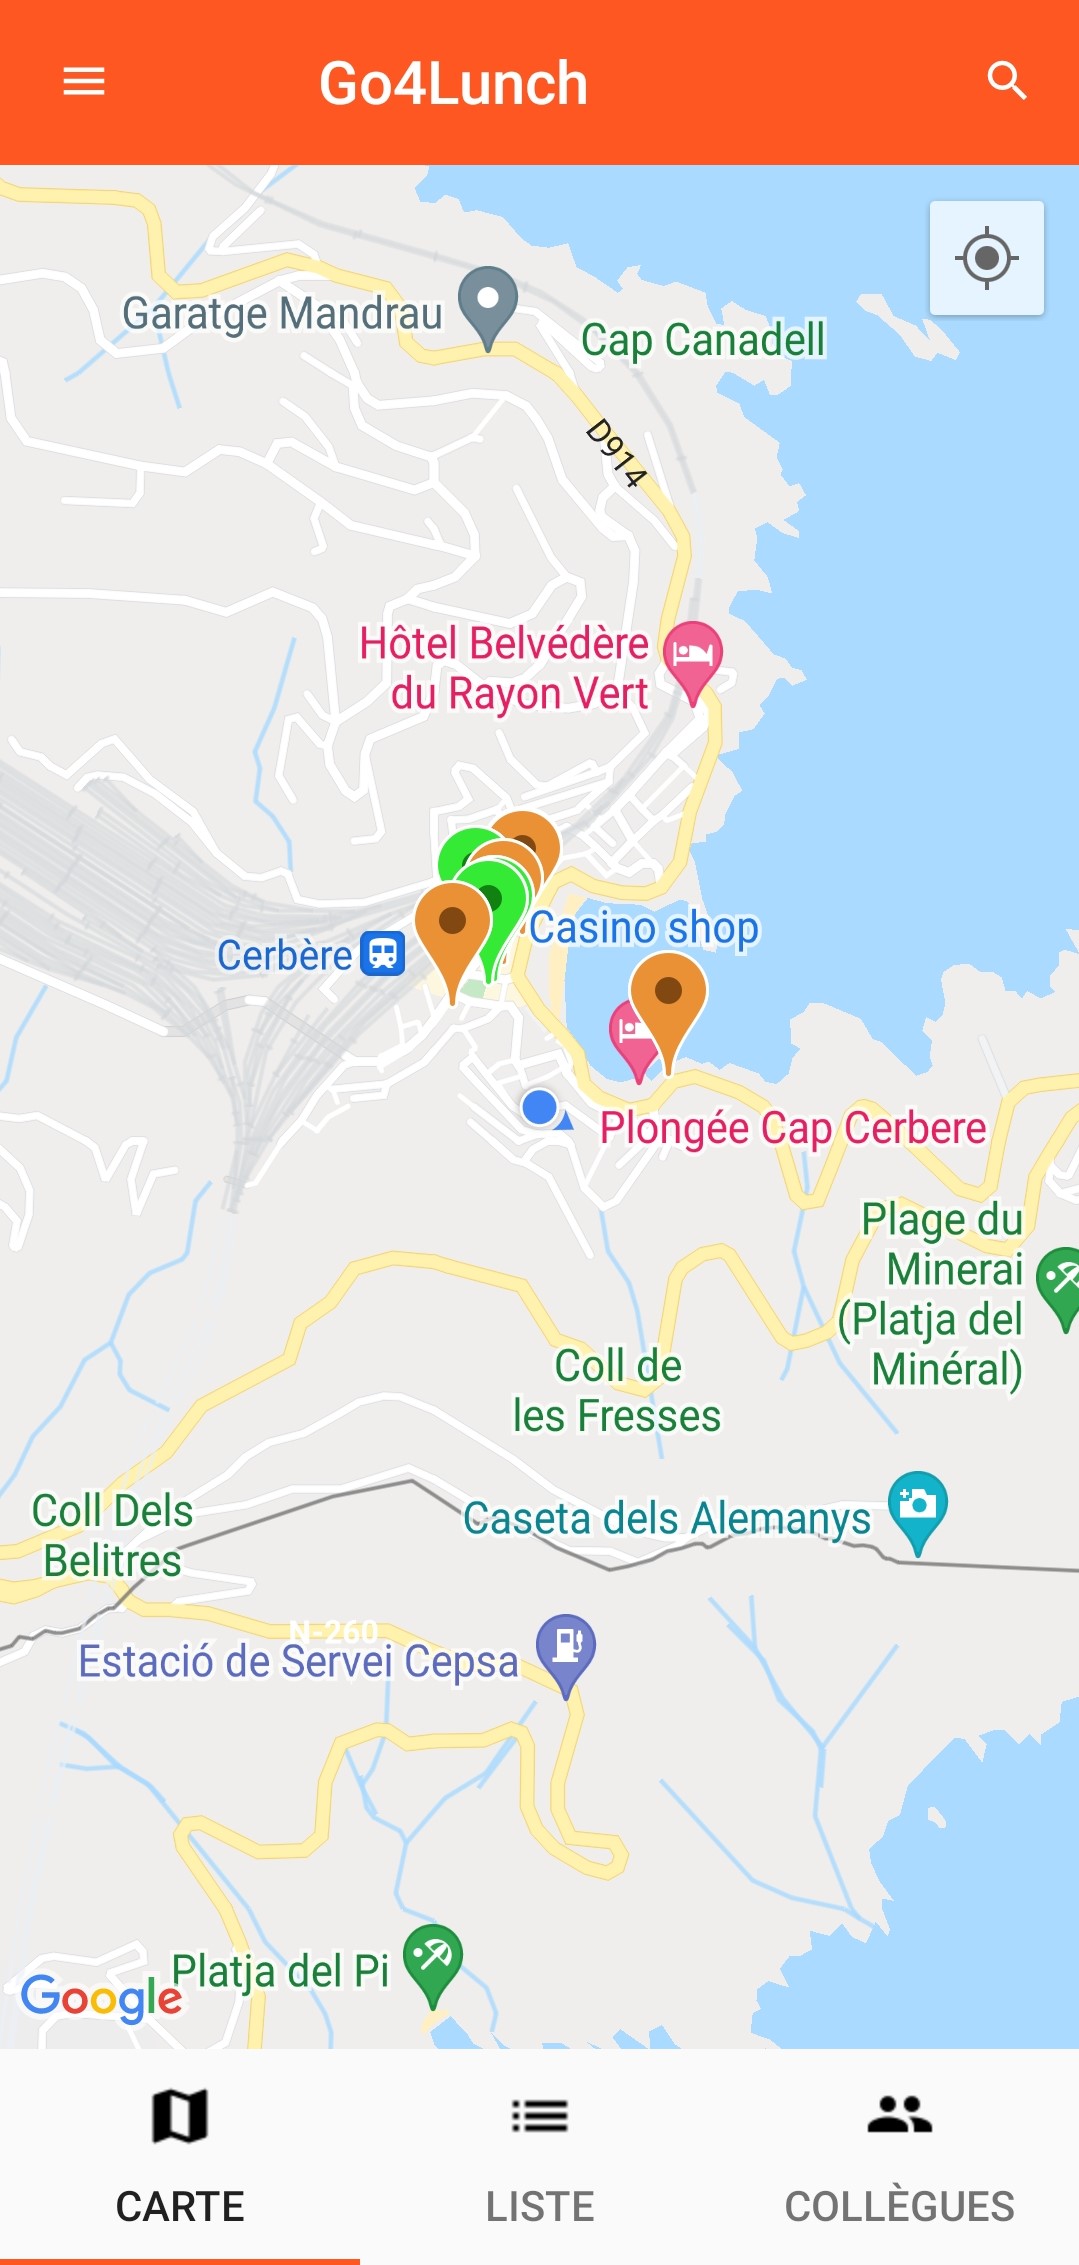 Go4Lunch
Garatge Mandrau
Cap Canadell
D914
Hôtel Belvédère
du Rayon Vert
Casino shop
Cerbère
Plongée Cap Cerbere
Plage du
Minerai
(Platja del
Minéral)
Coll de
les Fresses
Coll Dels
Belitres
Caseta dels Alemanys
N-260
Estació de Servei Cepsa
Platja del Pi
Google
CARTE
LISTE
COLLÈGUES